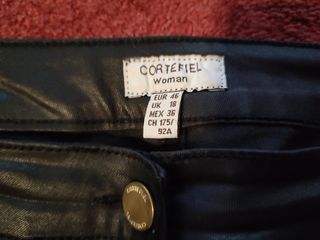 CORTEFIEL
Woman
EUR 46
UK 18
MEX 36
CH 175/
92A